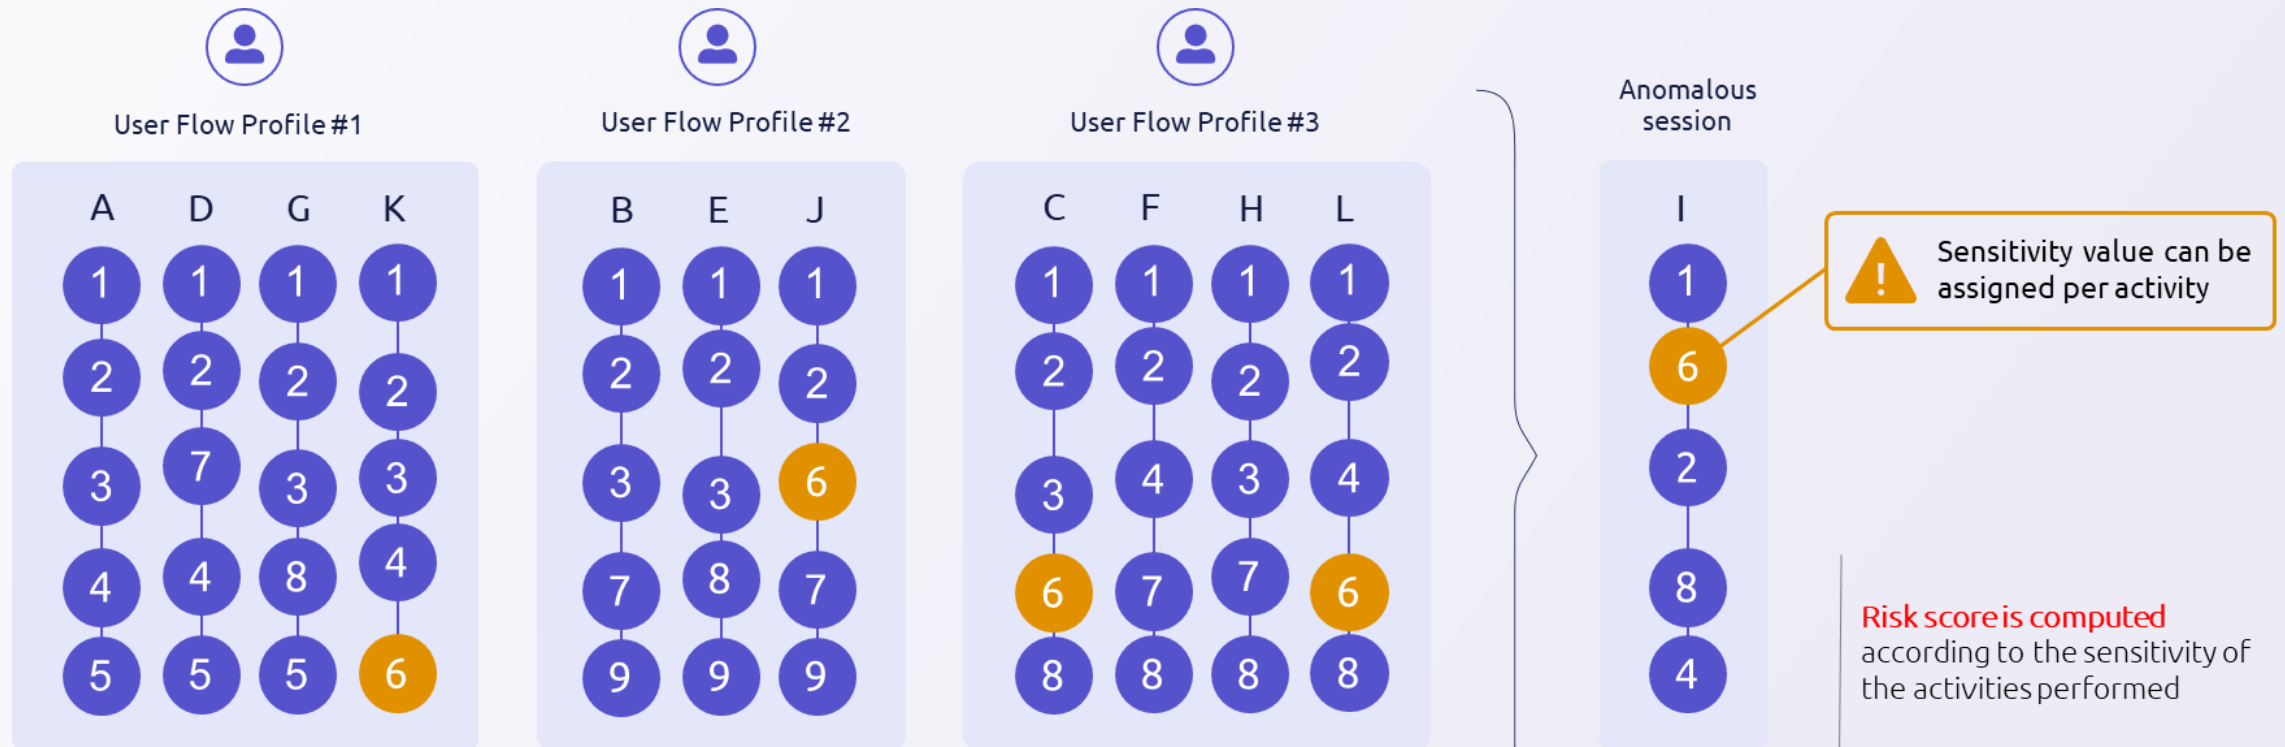 User Flow Profile #1
User Flow Profile #2
User Flow Profile #3
Anomalous
session
A D G K
B E J
C F H L
I
1 1 1 1
1 1 1
1 1 1 1
1
2 2 2 2
2 2 2
2 2 2 2
6
3 7 3 3
3 3 6
3 4 3 4
2
4 4 8 4
7 8 7
6 7 7 6
8
5 5 5 6
9 9 9
8 8 8 8
4
!
Sensitivity value can be
assigned per activity
Risk score is computed
according to the sensitivity of
the activities performed